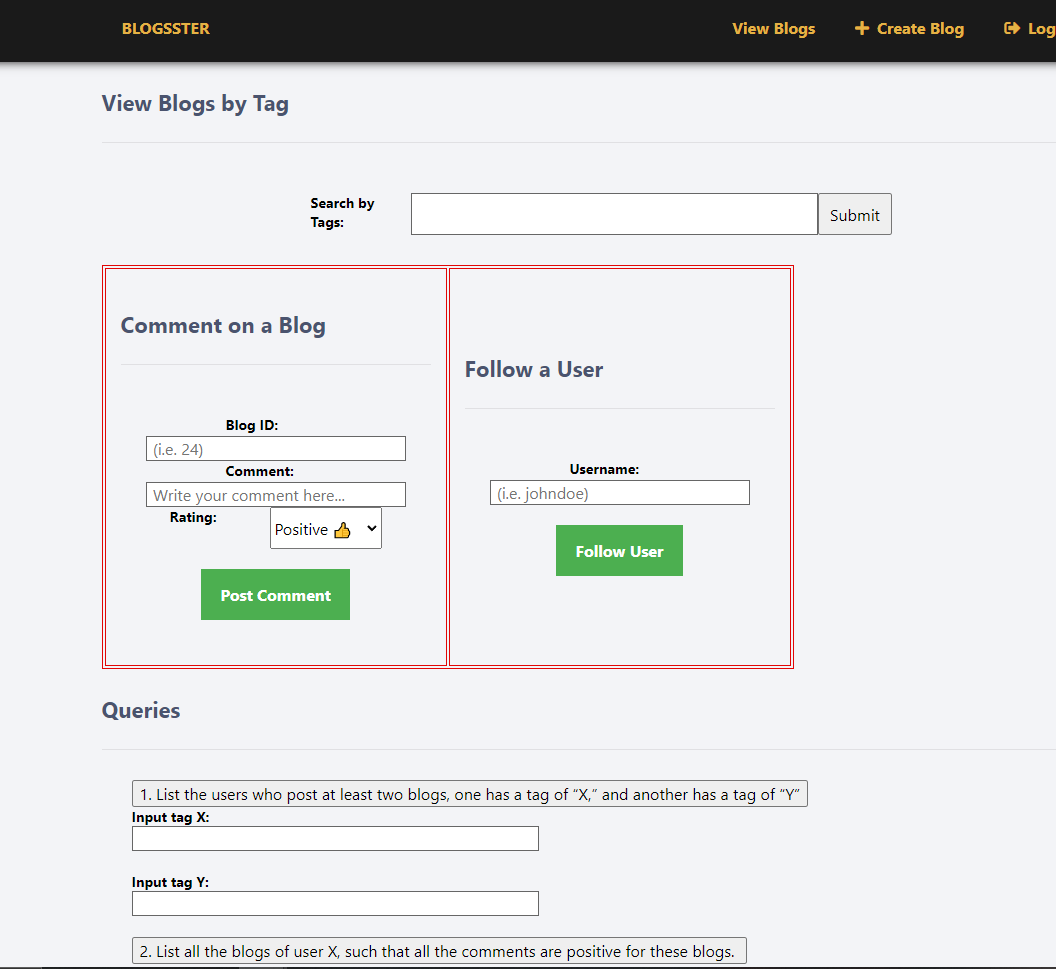 BLOGSSTER
View Blogs
Create Blog
Log
View Blogs by Tag
Search by
Tags:
Submit
Comment on a Blog
Blog ID:
(i.e. 24)
Comment:
Write your comment here...
Rating:
Positive 👍
Post Comment
Follow a User
Username:
(i.e. johndoe)
Follow User
Queries
1. List the users who post at least two blogs, one has a tag of “X,” and another has a tag of “Y”
Input tag X:
Input tag Y:
2. List all the blogs of user X, such that all the comments are positive for these blogs.